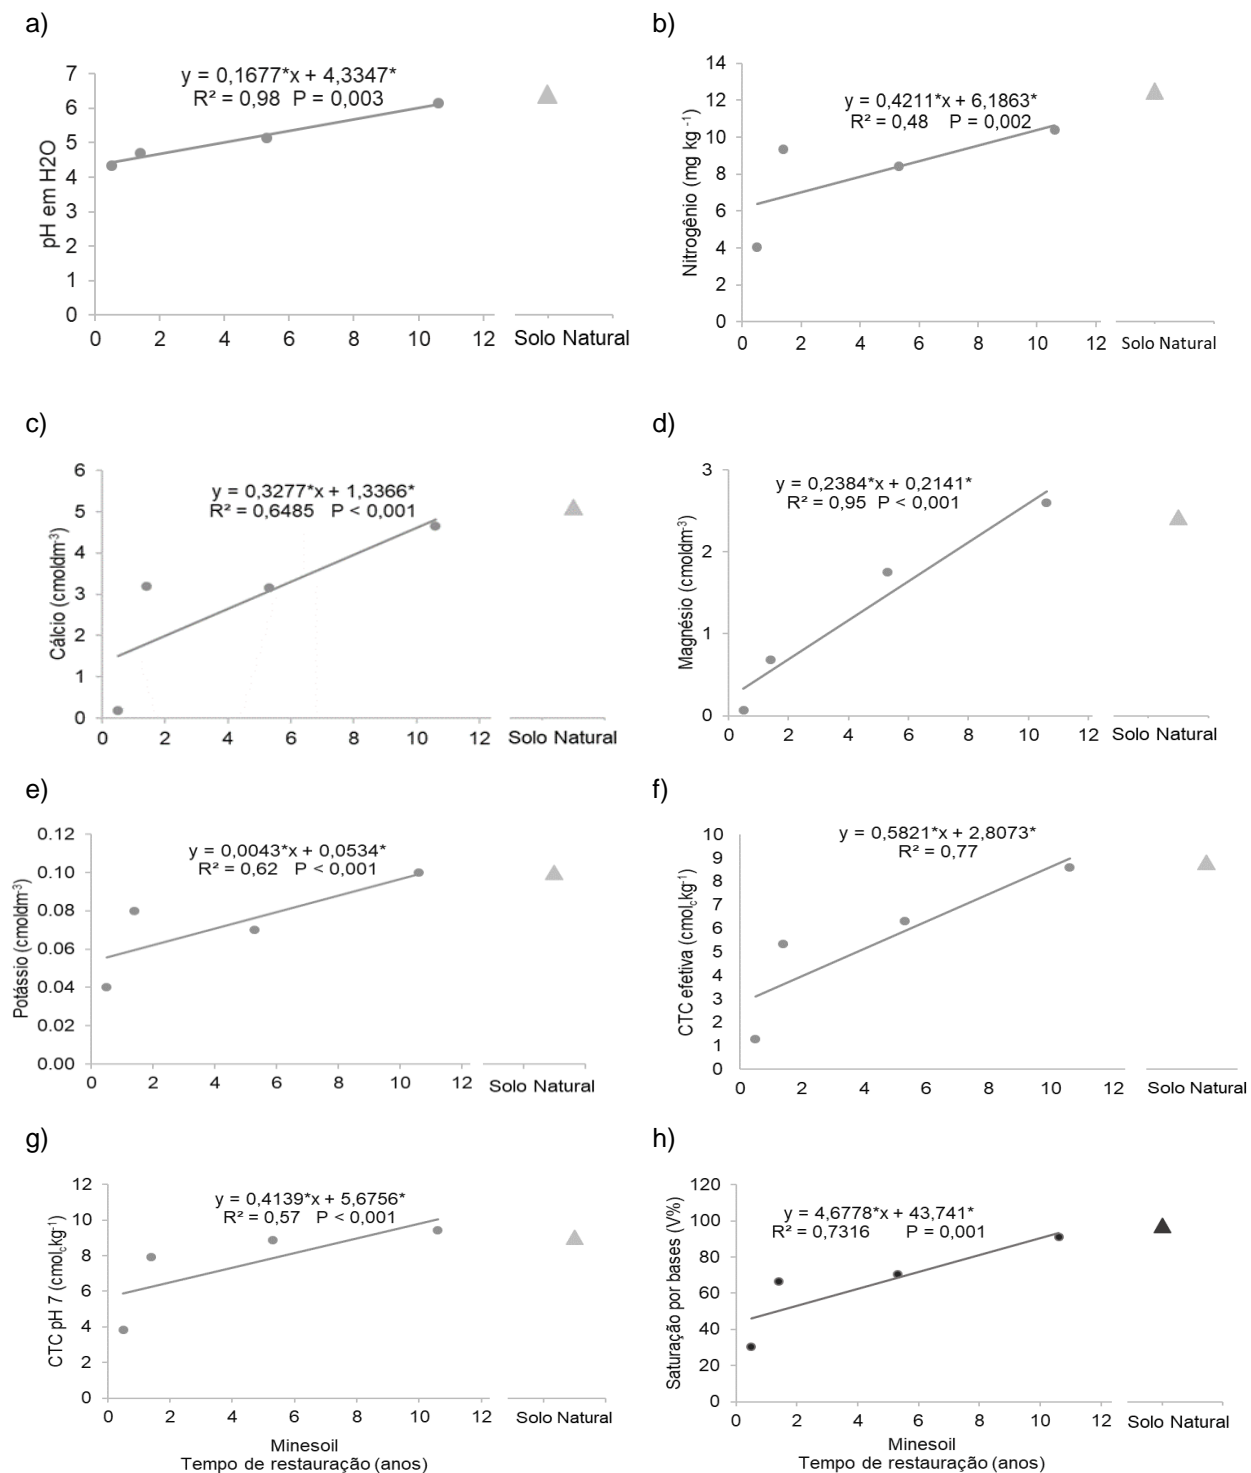 a)
y = 0,1677*x + 4,3347*
R² = 0,98 P = 0,003
pH em H2O
7
6
5
4
3
2
1
0
0 2 4 6 8 10 12 Solo Natural
b)
y = 0,4211*x + 6,1863*
R² = 0,48 P = 0,002
Nitrogênio (mg kg -1)
14
12
10
8
6
4
2
0
0 2 4 6 8 10 12 Solo Natural
c)
y = 0,3277*x + 1,3366*
R² = 0,6485 P < 0,001
Cálcio (cmoldm-3)
6
5
4
3
2
1
0
0 2 4 6 8 10 12 Solo Natural
d)
y = 0,2384*x + 0,2141*
R² = 0,95 P < 0,001
Magnésio (cmoldm-3)
3
2
1
0
0 2 4 6 8 10 12 Solo Natural
e)
y = 0,0043*x + 0,0534*
R² = 0,62 P < 0,001
Potássio (cmoldm-3)
0.12
0.10
0.08
0.06
0.04
0.02
0.00
0 2 4 6 8 10 12 Solo Natural
f)
y = 0,5821*x + 2,8073*
R² = 0,77
CTC efetiva (cmolckg-1)
10
9
8
7
6
5
4
3
2
1
0
0 2 4 6 8 10 12 Solo Natural
g)
y = 0,4139*x + 5,6756*
R² = 0,57 P < 0,001
CTC pH 7 (cmolckg-1)
12
10
8
6
4
2
0
0 2 4 6 8 10 12 Solo Natural
Minesoil
Tempo de restauração (anos)
h)
y = 4,6778*x + 43,741*
R² = 0,7316 P = 0,001
Saturação por bases (V%)
120
100
80
60
40
20
0
0 2 4 6 8 10 12 Solo Natural
Minesoil
Tempo de restauração (anos)